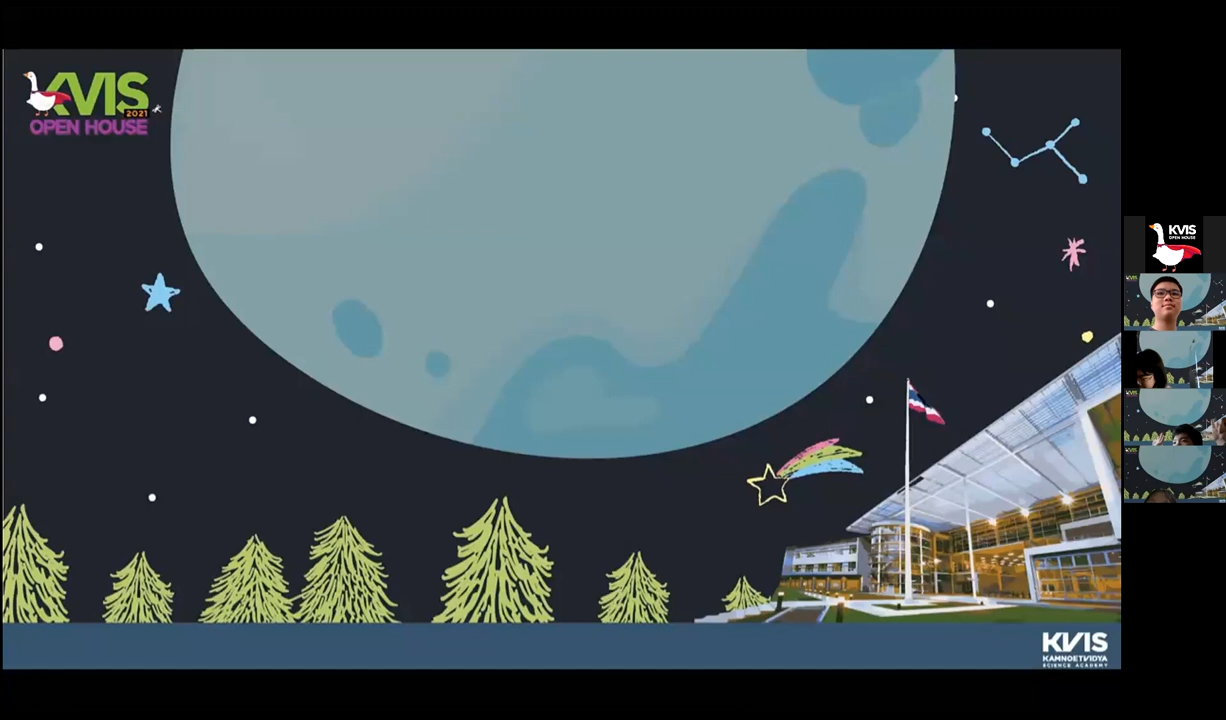 KVIS
2021
OPEN HOUSE
KVIS
OPEN HOUSE
KVIS
KAMNOETVIDYA
SCIENCE ACADEMY